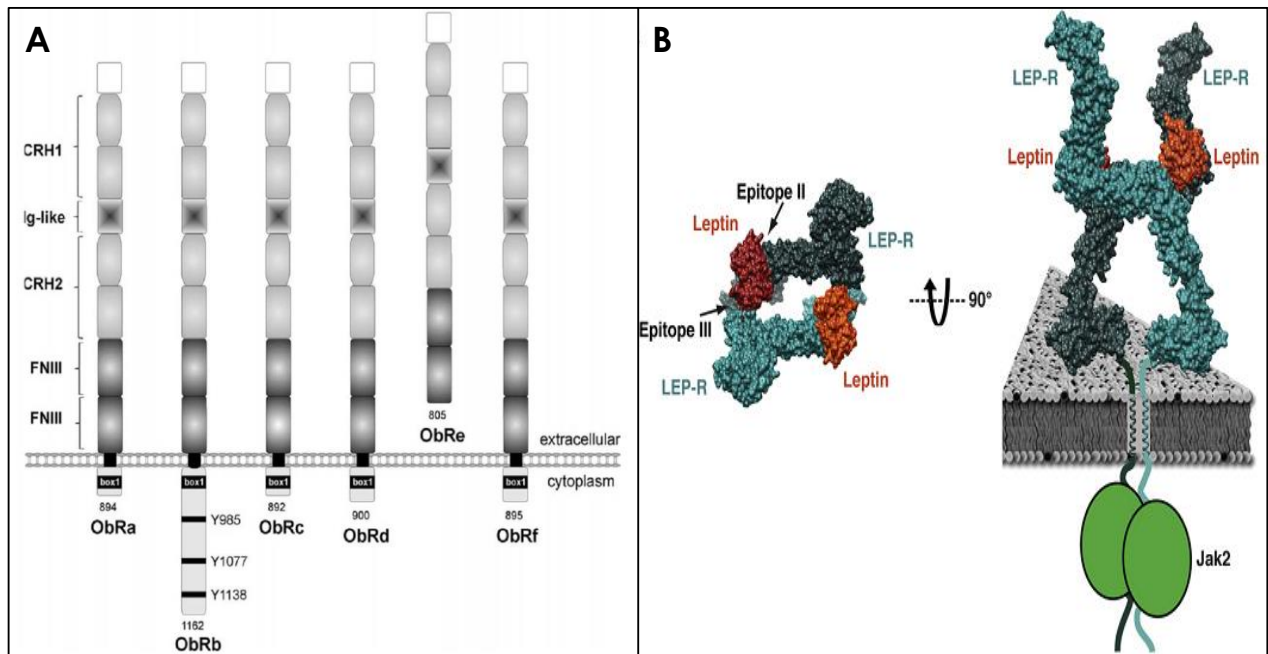 A
CRH1
Ig-like
CRH2
FNIII
FNIII
805
ObRe
extracellular
cytoplasm
box1
box1
box1
box1
box1
894
ObRa
892
ObRc
900
ObRd
895
ObRf
Y985
Y1077
Y1138
1162
ObRb
B
LEP-R
LEP-R
Leptin
Leptin
Epitope II
Leptin
LEP-R
90°
Epitope III
LEP-R
Leptin
Jak2